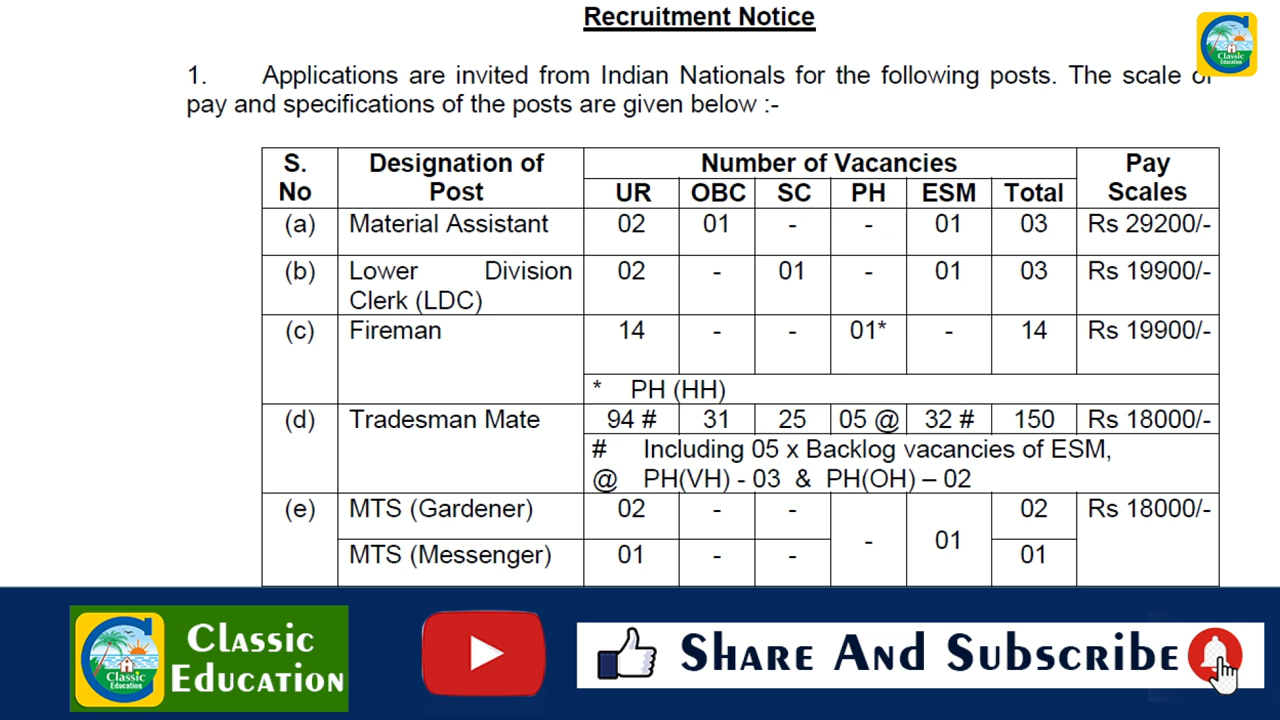 Recruitment Notice
1. Applications are invited from Indian Nationals for the following posts. The scale of
pay and specifications of the posts are given below :-
S. No Designation of Post Number of Vacancies Pay Scales
UR OBC SC PH ESM Total
(a) Material Assistant 02 01 - - 01 03 Rs 29200/-
(b) Lower Division 02 - 01 - 01 03 Rs 19900/-
Clerk (LDC)
(c) Fireman 14 - - 01* - 14 Rs 19900/-
* PH (HH)
(d) Tradesman Mate 94 # 31 25 05 @ 32 # 150 Rs 18000/-
# Including 05 x Backlog vacancies of ESM,
@ PH(VH) - 03 & PH(OH) – 02
(e) MTS (Gardener) 02 - - - 01 02 Rs 18000/-
MTS (Messenger) 01 - - 01
Classic
Education
Classic
Education
Classic
Education
Share And Subscribe